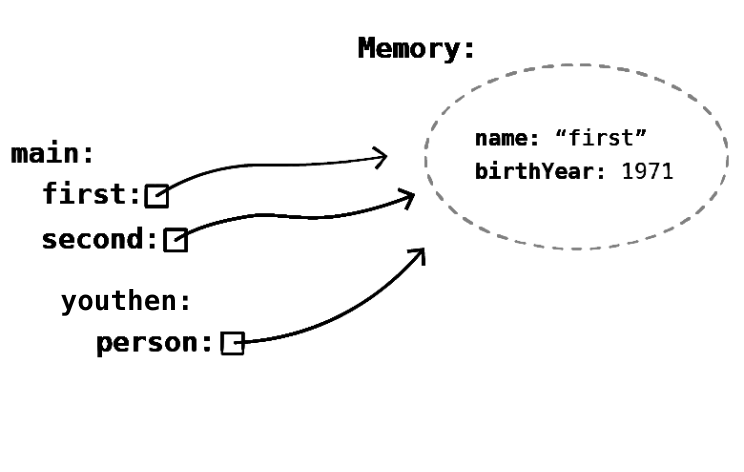 Memory:
name: “first”
birthYear: 1971
main:
first:
second:
youthen:
person: